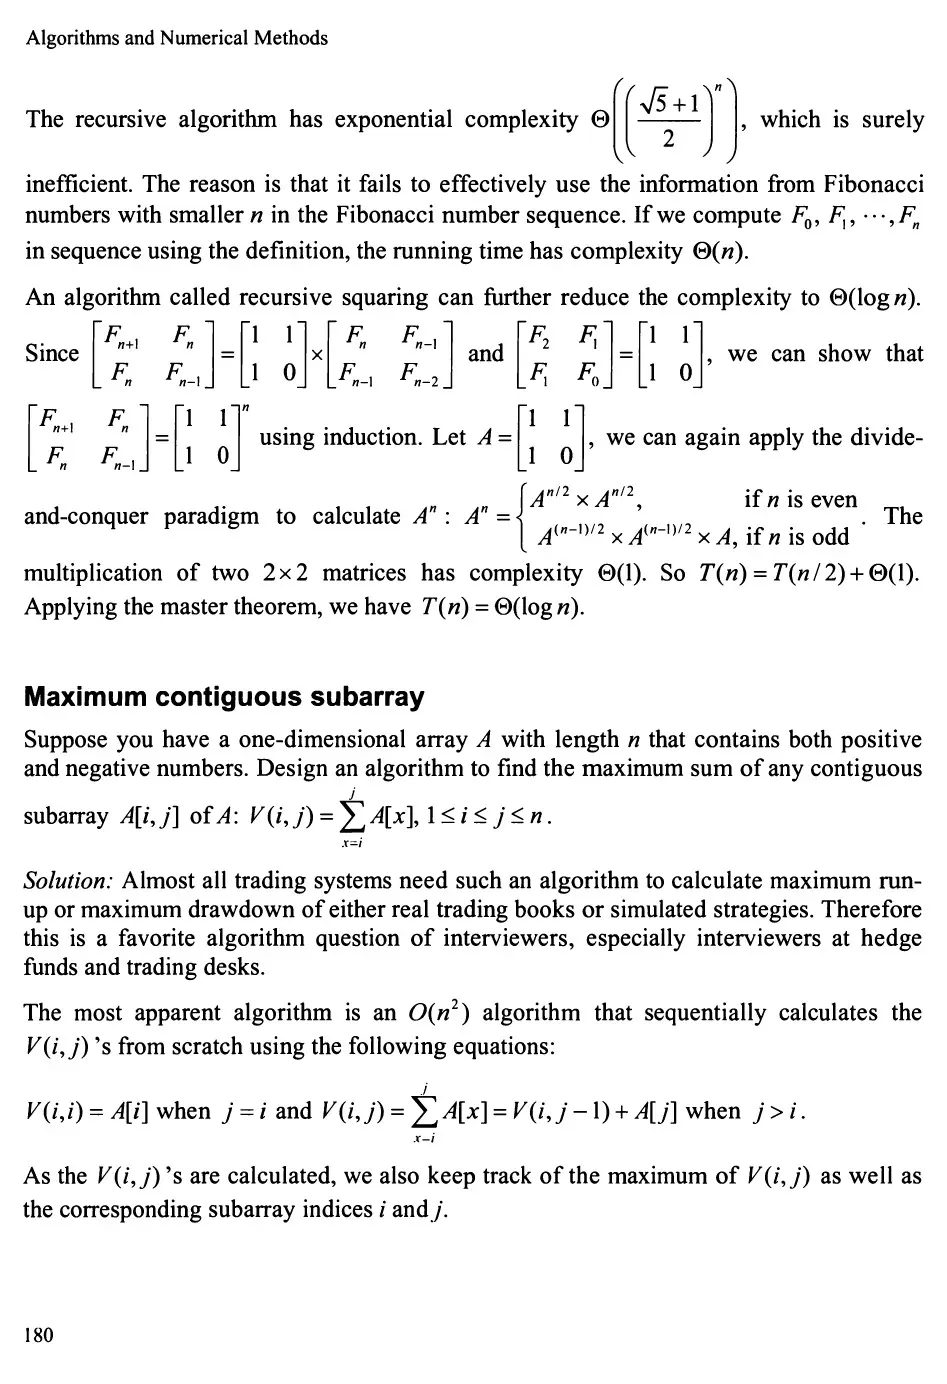 Algorithms and Numerical Methods
The recursive algorithm has exponential complexity Θ(((√5+1)/2)^n), which is surely
inefficient. The reason is that it fails to effectively use the information from Fibonacci
numbers with smaller n in the Fibonacci number sequence. If we compute F_0, F_1, ···, F_n
in sequence using the definition, the running time has complexity Θ(n).
An algorithm called recursive squaring can further reduce the complexity to Θ(log n).
Since [F_{n+1} F_n; F_n F_{n-1}] = [1 1; 1 0] × [F_n F_{n-1}; F_{n-1} F_{n-2}] and [F_2 F_1; F_1 F_0] = [1 1; 1 0], we can show that
[F_{n+1} F_n; F_n F_{n-1}] = [1 1; 1 0]^n using induction. Let A = [1 1; 1 0], we can again apply the divide-
and-conquer paradigm to calculate A^n : A^n = { A^{n/2} × A^{n/2}, if n is even; A^{(n-1)/2} × A^{(n-1)/2} × A, if n is odd . The
multiplication of two 2×2 matrices has complexity Θ(1). So T(n) = T(n/2) + Θ(1).
Applying the master theorem, we have T(n) = Θ(log n).
Maximum contiguous subarray
Suppose you have a one-dimensional array A with length n that contains both positive
and negative numbers. Design an algorithm to find the maximum sum of any contiguous
subarray A[i, j] of A: V(i, j) = ∑_{x=i}^{j} A[x], 1 ≤ i ≤ j ≤ n.
Solution: Almost all trading systems need such an algorithm to calculate maximum run-
up or maximum drawdown of either real trading books or simulated strategies. Therefore
this is a favorite algorithm question of interviewers, especially interviewers at hedge
funds and trading desks.
The most apparent algorithm is an O(n²) algorithm that sequentially calculates the
V(i, j) 's from scratch using the following equations:
V(i,i) = A[i] when j = i and V(i, j) = ∑_{x=i}^{j} A[x] = V(i, j − 1) + A[j] when j > i.
As the V(i, j) 's are calculated, we also keep track of the maximum of V(i, j) as well as
the corresponding subarray indices i and j.
180